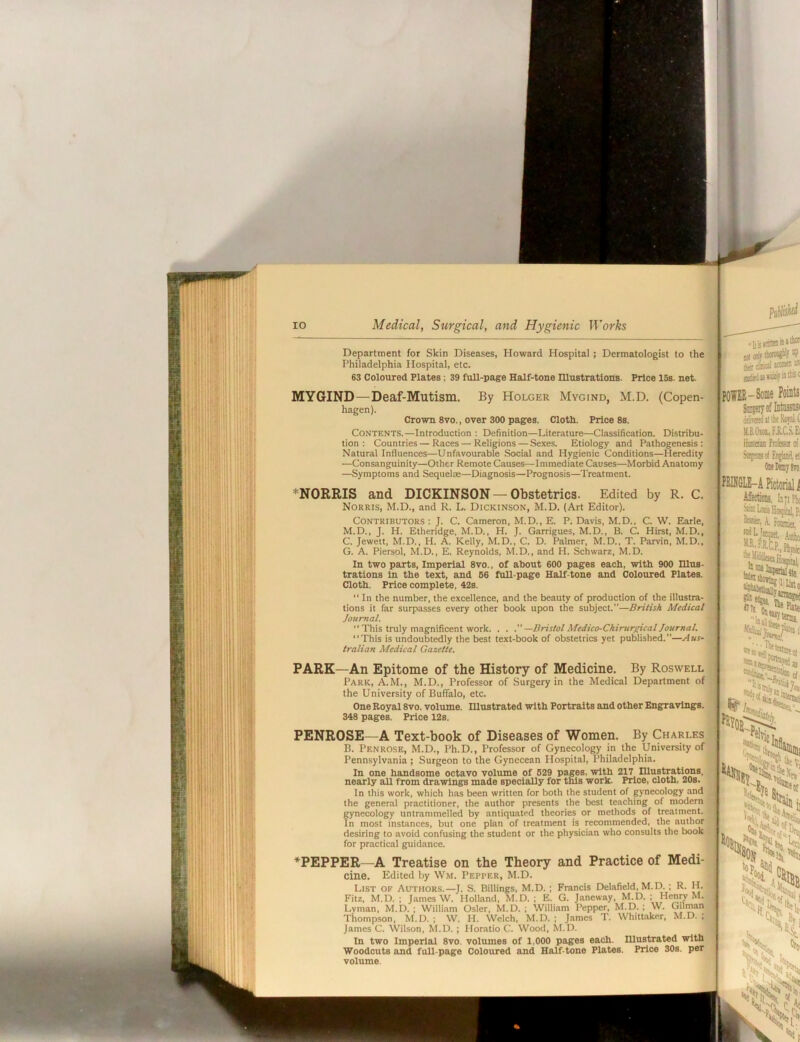 10 Medical, Surgical, and Hygienic Works
Department for Skin Diseases, Howard Hospital ; Dermatologist to the
Philadelphia Hospital, etc.
63 Coloured Plates ; 39 full-page Half-tone Illustrations. Price 15s. net.
MYGIND—Deaf-Mutism. By Holger Mygind, M.D. (Copen-
hagen).
Crown 8vo., over 300 pages. Cloth. Price 8s.
Contents.—Introduction : Definition—Literature—Classification. Distribu-
tion : Countries — Races — Religions — Sexes. Etiology and Pathogenesis :
Natural Influences—Unfavourable Social and Hygienic Conditions—Heredity
—Consanguinity—Other Remote Causes—Immediate Causes—Morbid Anatomy
—Symptoms and Sequelæ—Diagnosis—Prognosis—Treatment.
*NORRIS and DICKINSON—Obstetrics. Edited by R. C.
Norris, M.D., and R. L. Dickinson, M.D. (Art Editor).
Contributors : J. C. Cameron, M.D., E. P. Davis, M.D., C. W. Earle,
M.D., J. H. Etheridge, M.D., H. J. Garrigues, M.D., B. C. Hirst, M.D.,
C. Jewett, M.D., H. A. Kelly, M.D., C. D. Palmer, M.D., T. Parvin, M.D.,
G. A. Piersol, M.D., E. Reynolds, M.D., and H. Schwarz, M.D.
In two parts, Imperial 8vo., of about 600 pages each, with 900 Illus-
trations in the text, and 56 full-page Half-tone and Coloured Plates.
Cloth. Price complete, 42s.
" In the number, the excellence, and the beauty of production of the illustra-
tions it far surpasses every other book upon the subject."—British Medical
Journal.
" This truly magnificent work. . . ."—Bristol Medico-Chirurgical Journal.
"This is undoubtedly the best text-book of obstetrics yet published."—Aus-
tralian Medical Gazette.
PARK—An Epitome of the History of Medicine. By Roswell
Park, A.M., M.D., Professor of Surgery in the Medical Department of
the University of Buffalo, etc.
One Royal 8vo. volume. Illustrated with Portraits and other Engravings.
348 pages. Price 12s.
PENROSE—A Text-book of Diseases of Women. By Charles
B. Penrose, M.D., Ph.D., Professor of Gynecology in the University of
Pennsylvania ; Surgeon to the Gynecean Hospital, Philadelphia.
In one handsome octavo volume of 529 pages, with 217 Illustrations,
nearly all from drawings made specially for this work. Price, cloth, 20s.
In this work, which has been written for both the student of gynecology and
the general practitioner, the author presents the best teaching of modern
gynecology untrammelled by antiquated theories or methods of treatment.
In most instances, but one plan of treatment is recommended, the author
desiring to avoid confusing the student or the physician who consults the book
for practical guidance.
*PEPPER—A Treatise on the Theory and Practice of Medi-
cine. Edited by Wm. Pepper, M.D.
List of Authors.—J. S. Billings, M.D. ; Francis Delafield, M.D. ; R. H.
Fitz, M.D. ; James W. Holland, M.D. ; E. G. Janeway, M.D. ; Henry M.
Lyman, M.D. ; William Osler, M.D. ; William Pepper, M.D. ; W. Gilman
Thompson, M.D. ; W. H. Welch, M.D. ; James T. Whittaker, M.D. ;
James C. Wilson, M.D. ; Horatio C. Wood, M.D.
In two Imperial 8vo. volumes of 1,000 pages each. Illustrated with
Woodcuts and full-page Coloured and Half-tone Plates. Price 30s. per
volume.
Published
POWER—Some Points
Surgery of Intussus
One Demy 8vo
PRINGLE—A Pictorial